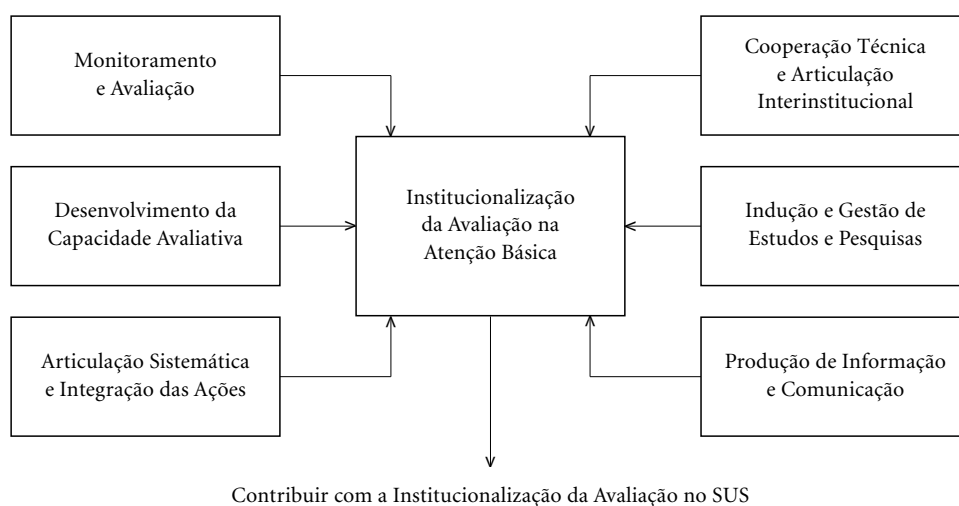 Monitoramento
e Avaliação
Cooperação Técnica
e Articulação
Interinstitucional
Desenvolvimento da
Capacidade Avaliativa
Institucionalização
da Avaliação na
Atenção Básica
Indução e Gestão de
Estudos e Pesquisas
Articulação Sistemática
e Integração das Ações
Produção de Informação
e Comunicação
Contribuir com a Institucionalização da Avaliação no SUS